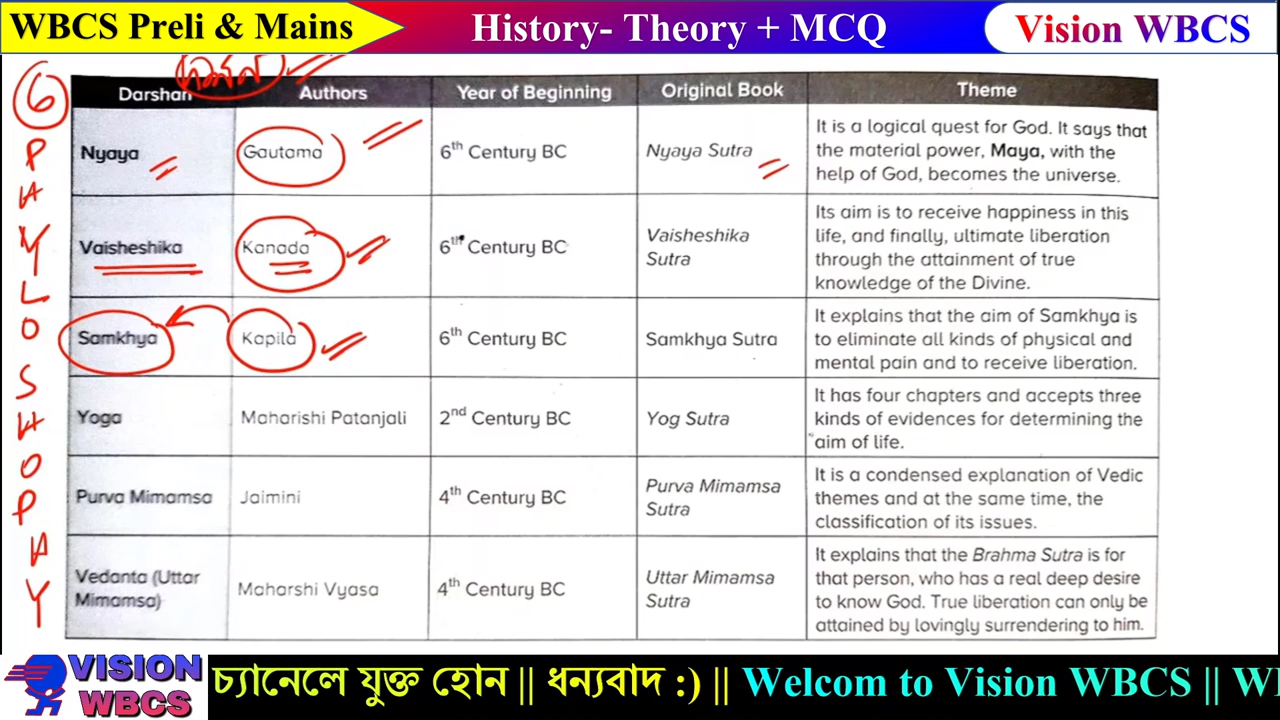 WBCS Preli & Mains
History- Theory + MCQ
Vision WBCS
দর্শন
6
Darshan Authors Year of Beginning Original Book Theme
Nyaya Gautama 6th Century BC Nyaya Sutra It is a logical quest for God. It says that
the material power, Maya, with the
help of God, becomes the universe.
Vaisheshika Kanada 6th Century BC Vaisheshika
Sutra
Its aim is to receive happiness in this
life, and finally, ultimate liberation
through the attainment of true
knowledge of the Divine.
Samkhya Kapila 6th Century BC Samkhya Sutra It explains that the aim of Samkhya is
to eliminate all kinds of physical and
mental pain and to receive liberation.
Yoga Maharishi Patanjali 2nd Century BC Yog Sutra It has four chapters and accepts three
kinds of evidences for determining the
aim of life.
Purva Mimamsa Jaimini 4th Century BC Purva Mimamsa
Sutra
It is a condensed explanation of Vedic
themes and at the same time, the
classification of its issues.
Vedanta (Uttar
Mimamsa)
Maharshi Vyasa 4th Century BC Uttar Mimamsa
Sutra
It explains that the Brahma Sutra is for
that person, who has a real deep desire
to know God. True liberation can only be
attained by lovingly surrendering to him.
P
H
Y
L
O
S
H
O
P
H
Y
VISION
WBCS
চ্যানেলে যুক্ত হোন || ধন্যবাদ :) || Welcom to Vision WBCS || W